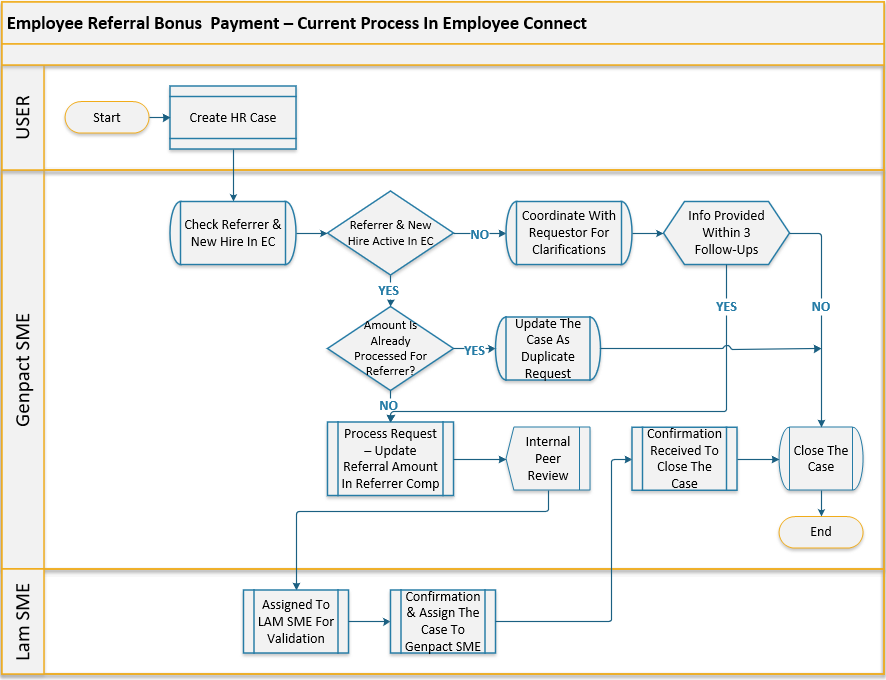 Employee Referral Bonus  Payment – Current Process In Employee Connect
USER
Start
Create HR Case
Genpact SME
Check Referrer &
New Hire In EC
Referrer & New
Hire Active In EC
NO
Coordinate With
Requestor For
Clarifications
Info Provided
Within 3
Follow-Ups
YES
YES
NO
Amount Is
Already
Processed For
Referrer?
YES
Update The
Case As
Duplicate
Request
NO
Process Request
– Update
Referral Amount
In Referrer Comp
Internal
Peer
Review
Confirmation
Received To
Close The
Case
Close The
Case
End
Lam SME
Assigned To
LAM SME For
Validation
Confirmation
& Assign The
Case To
Genpact SME